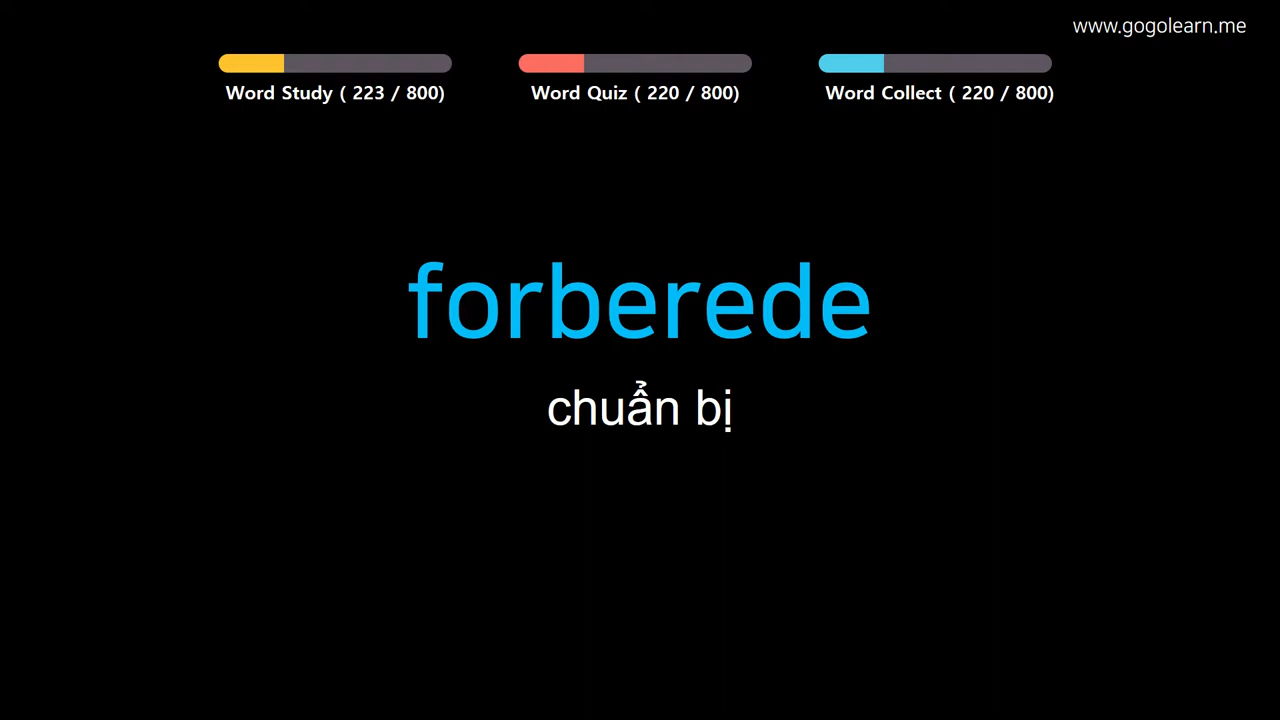 www.gogolearn.me
Word Study ( 223 / 800)
Word Quiz ( 220 / 800)
Word Collect ( 220 / 800)
forberede
chuẩn bị